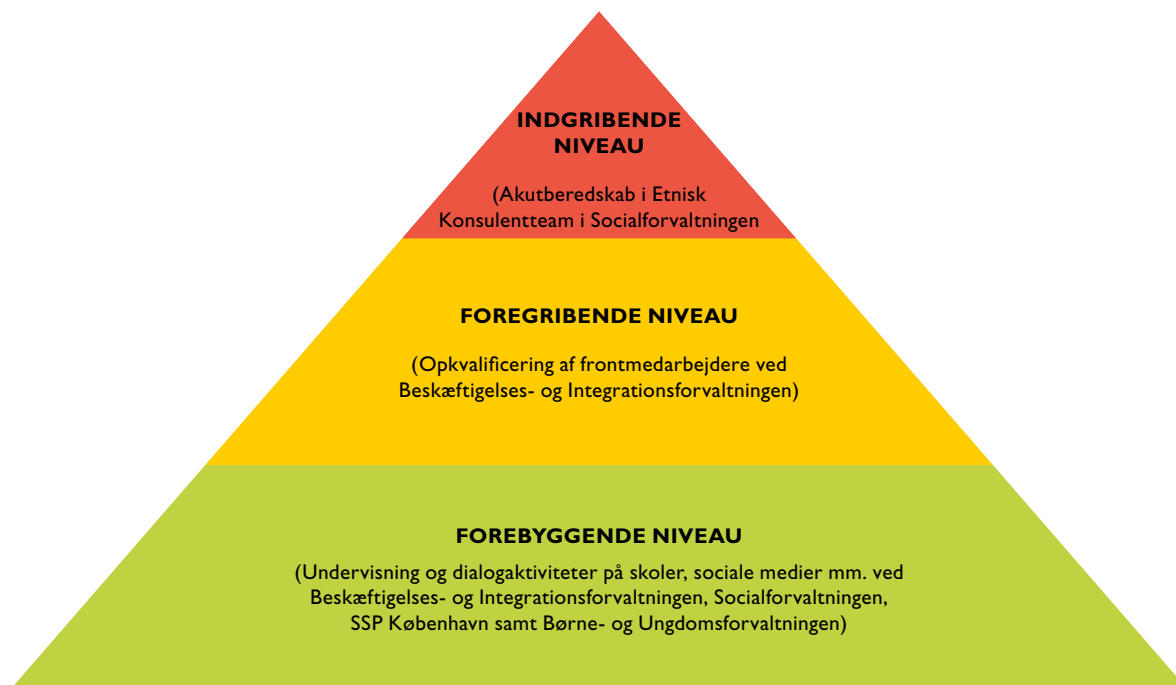 INDGRIBENDE
NIVEAU
(Akutberedskab i Etnisk
Konsulentteam i Socialforvaltningen
FOREGRIBENDE NIVEAU
(Opkvalificering af frontmedarbejdere ved
Beskæftigelses- og Integrationsforvaltningen)
FOREBYGGENDE NIVEAU
(Undervisning og dialogaktiviteter på skoler, sociale medier mm. ved
Beskæftigelses- og Integrationsforvaltningen, Socialforvaltningen,
SSP København samt Børne- og Ungdomsforvaltningen)